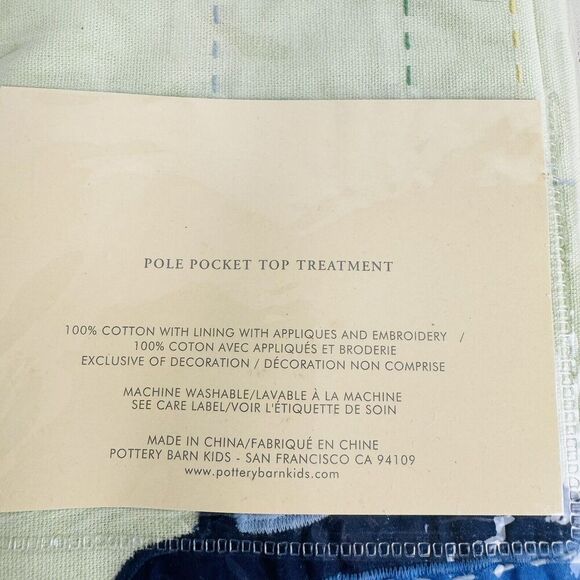 POLE POCKET TOP TREATMENT
100% COTTON WITH LINING WITH APPLIQUES AND EMBROIDERY /
100% COTON AVEC APPLIQUÉS ET BRODERIE
EXCLUSIVE OF DECORATION / DÉCORATION NON COMPRISE
MACHINE WASHABLE/LAVABLE À LA MACHINE
SEE CARE LABEL/VOIR L'ÉTIQUETTE DE SOIN
MADE IN CHINA/FABRIQUÉ EN CHINE
POTTERY BARN KIDS - SAN FRANCISCO CA 94109
www.potterybarnkids.com